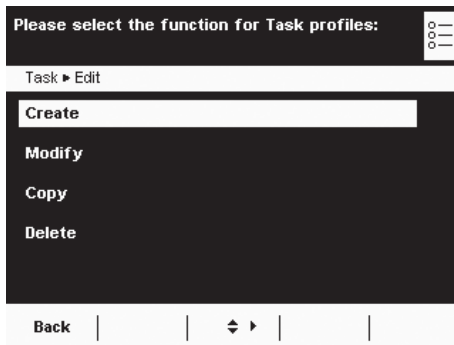 Please select the function for Task profiles:
Task ▸ Edit
Create
Modify
Copy
Delete
Back